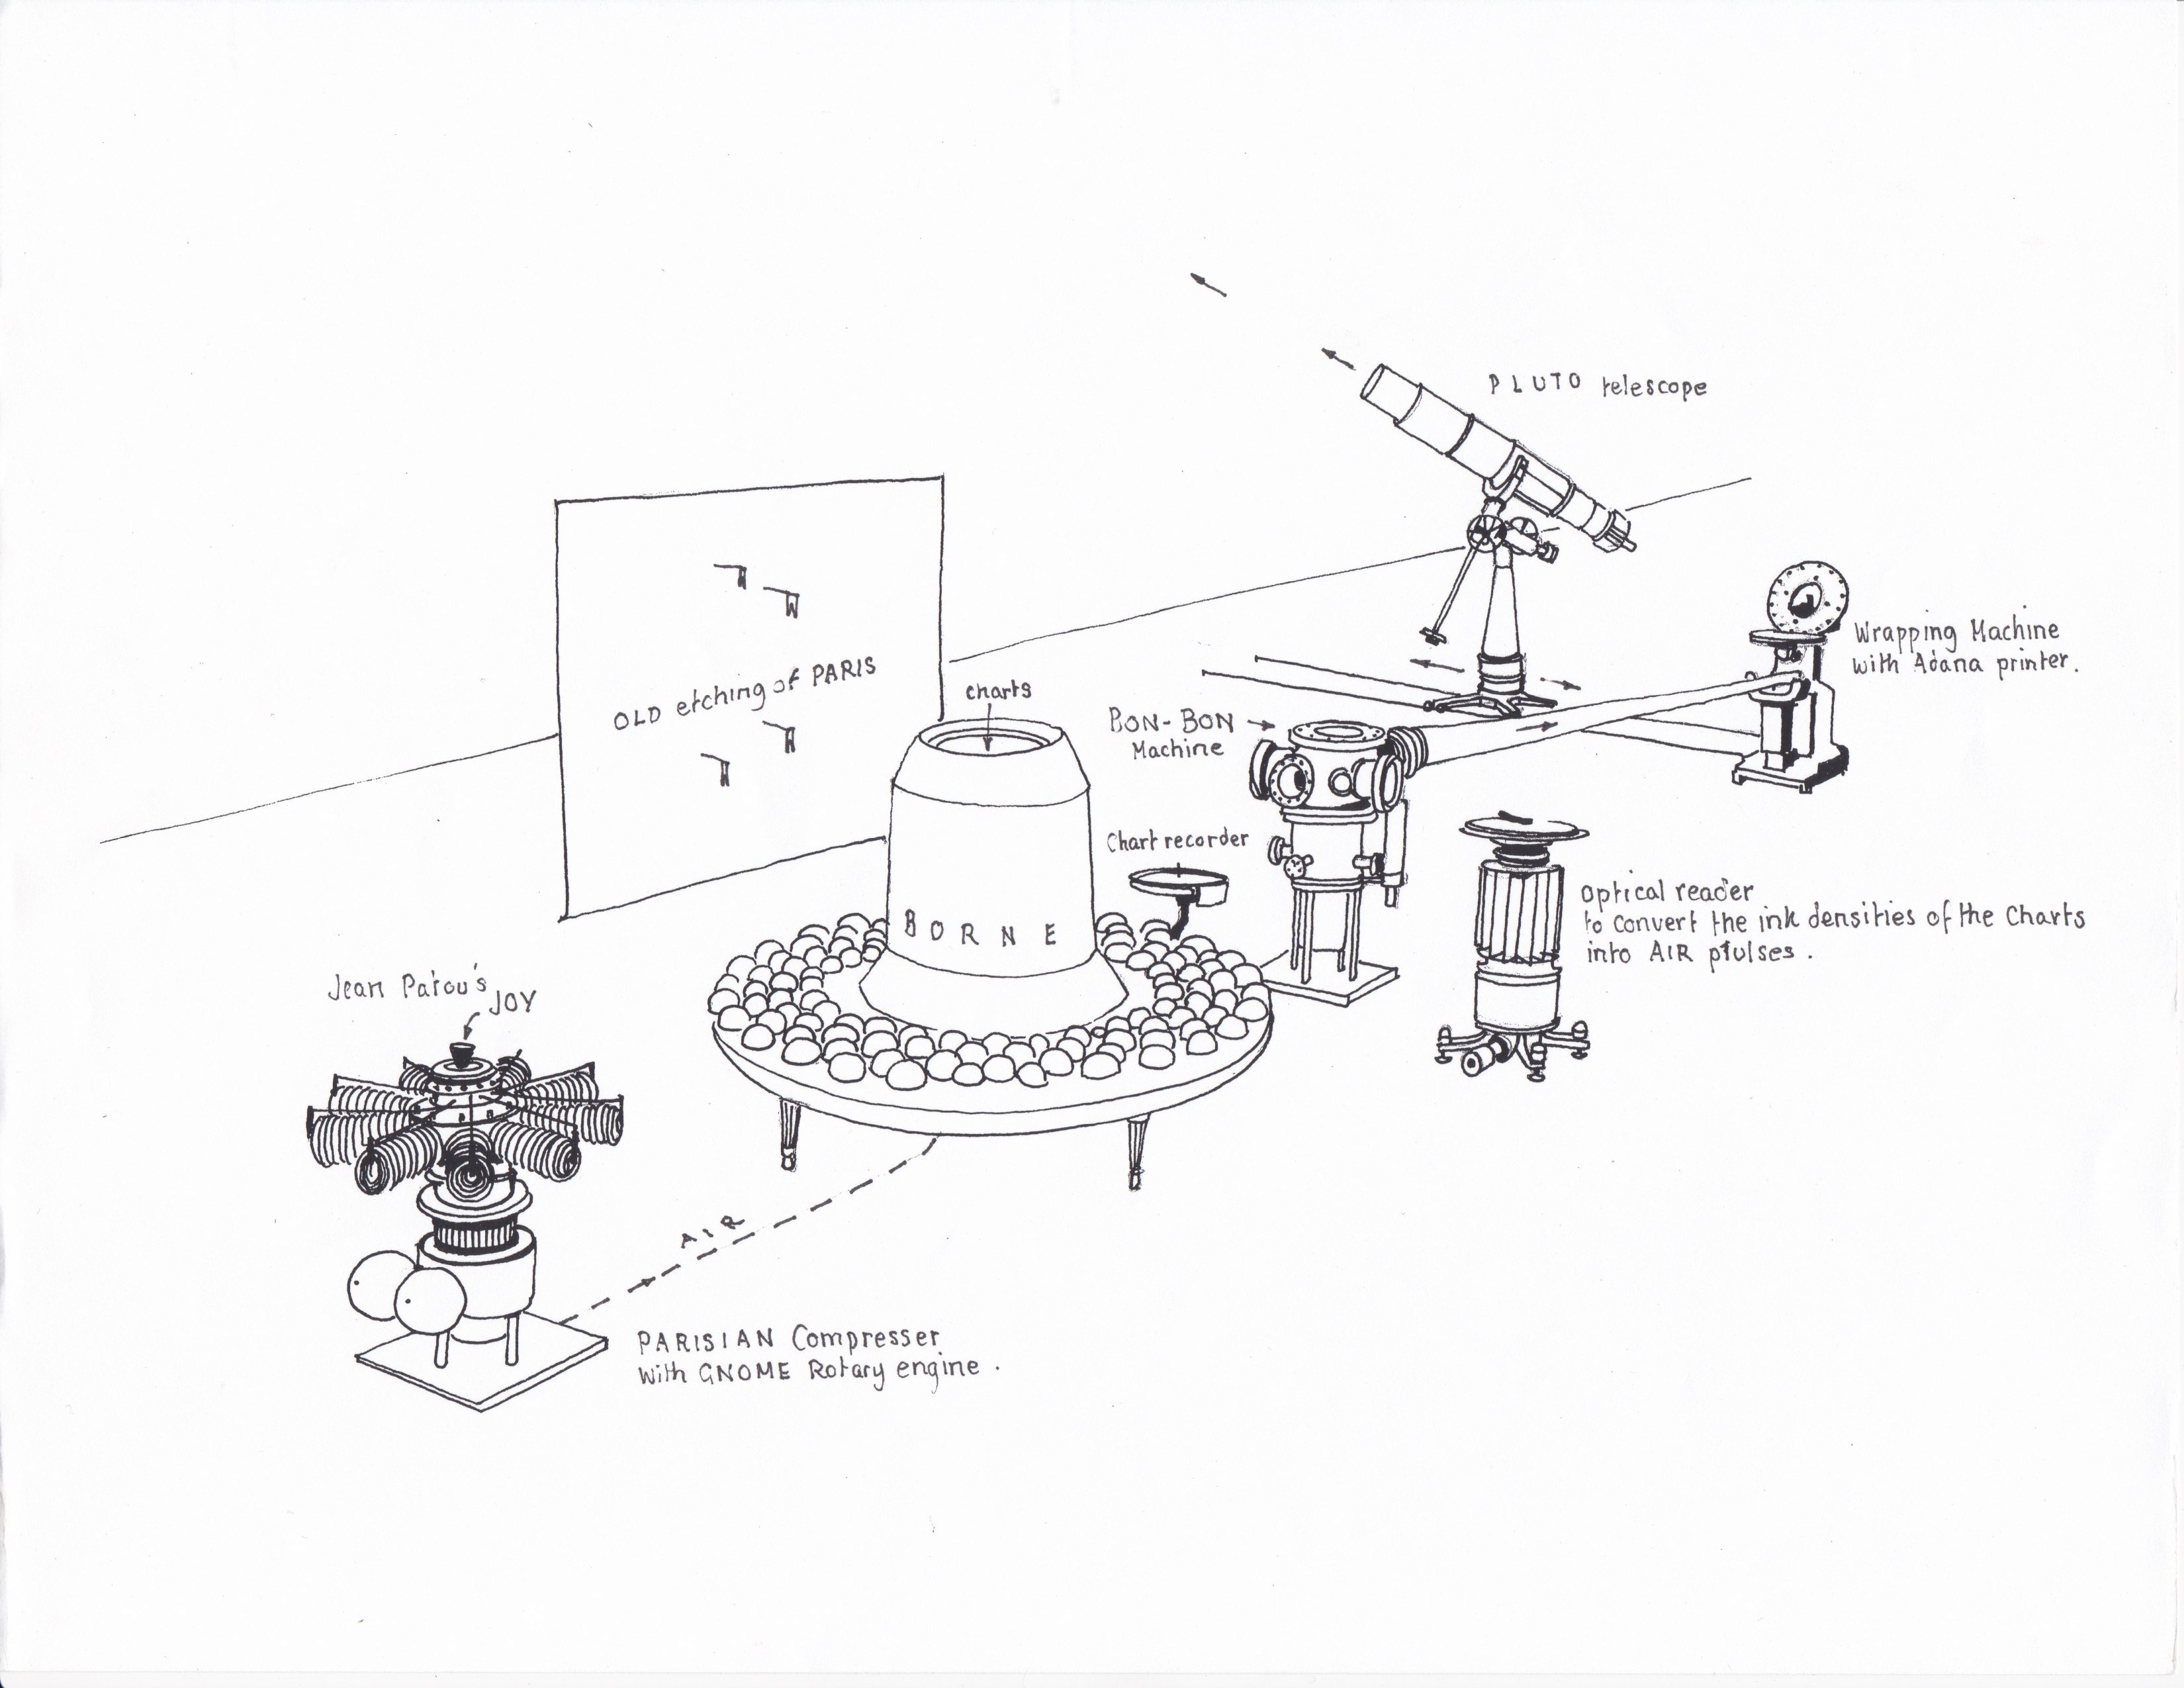 PLUTO telescope
Wrapping Machine
with Adana printer.
OLD etching of PARIS
charts
BON-BON
Machine
Chart recorder
optical reader
to convert the ink densities of the Charts
into AIR plulses.
BORNE
Jean Patou's
JOY
AIR
PARISIAN Compresser
with GNOME Rotary engine.